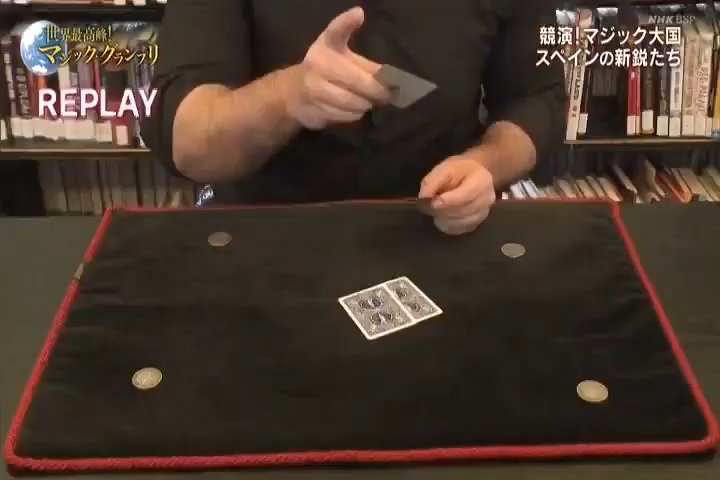 世界最高峰!
マジック・グランプリ
REPLAY
NHK BSP
競演!マジック大国
スペインの新鋭たち